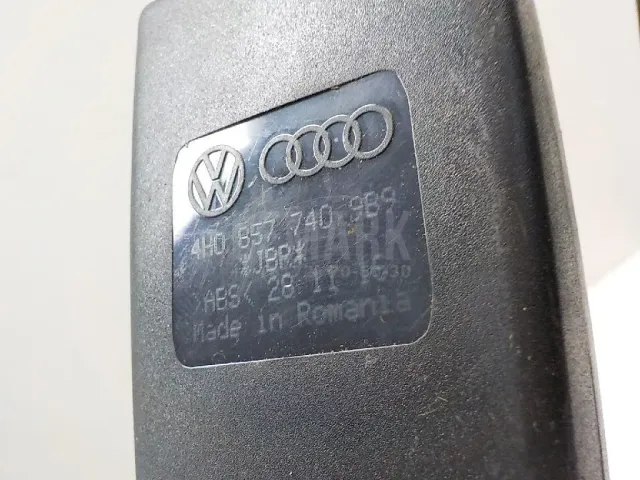 4H0 857 740 9B9
*JBR*
>ABS< 28 11
Made in Romania